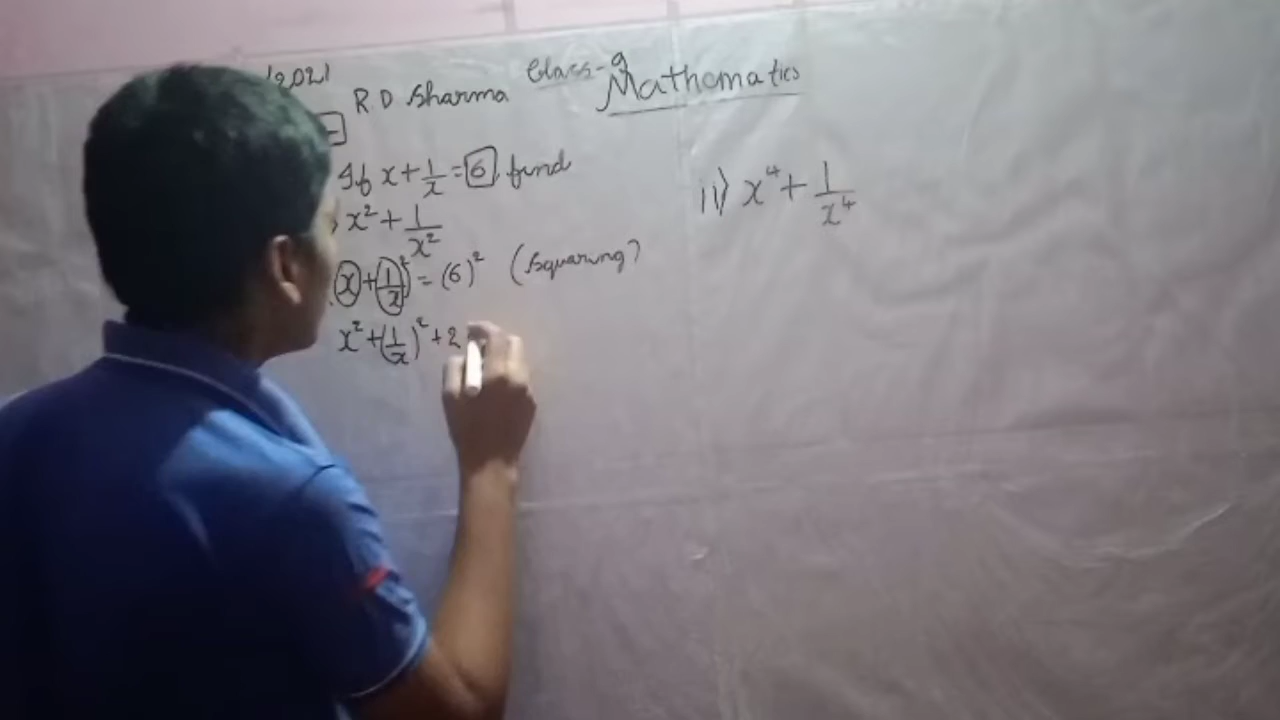 /2021
R D Sharma Class-9 Mathematics
If x + 1/x = 6, find
x² + 1/x²
(x + 1/x)² = (6)² (Squaring)
x² + (1/x)² + 2
ii) x⁴ + 1/x⁴